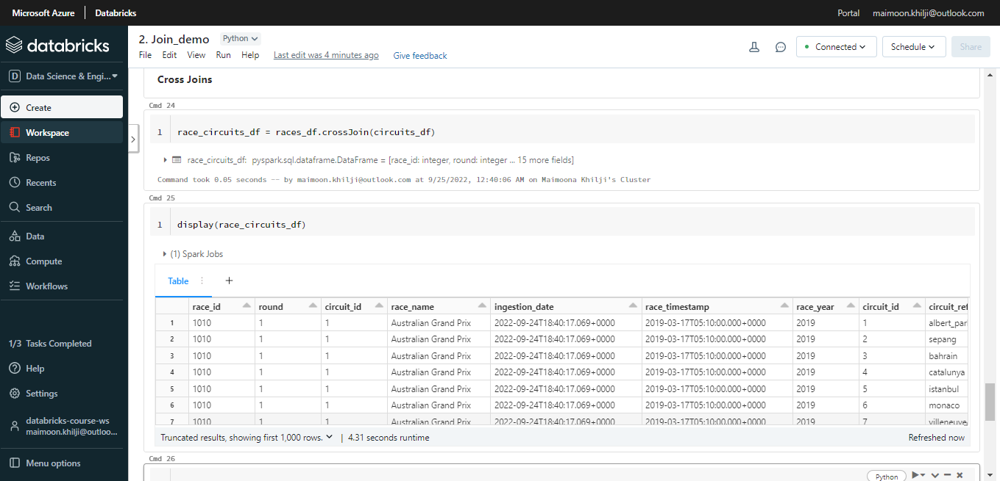 Microsoft Azure | Databricks Portal maimoon.khilji@outlook.com
databricks
D Data Science & Engi...
Create
Workspace
Repos
Recents
Search
Data
Compute
Workflows
1/3 Tasks Completed
Help
Settings
databricks-course-ws
maimoon.khilji@outloo...
Menu options
2. Join_demo Python
File Edit View Run Help Last edit was 4 minutes ago Give feedback
Connected Schedule Share
Cross Joins
Cmd 24
1 race_circuits_df = races_df.crossJoin(circuits_df)
race_circuits_df: pyspark.sql.dataframe.DataFrame = [race_id: integer, round: integer ... 15 more fields]
Command took 0.05 seconds -- by maimoon.khilji@outlook.com at 9/25/2022, 12:40:06 AM on Maimoona Khilji's Cluster
Cmd 25
1 display(race_circuits_df)
(1) Spark Jobs
Table +
race_id round circuit_id race_name ingestion_date race_timestamp race_year circuit_id circuit_ref
1 1010 1 1 Australian Grand Prix 2022-09-24T18:40:17.069+0000 2019-03-17T05:10:00.000+0000 2019 1 albert_par
2 1010 1 1 Australian Grand Prix 2022-09-24T18:40:17.069+0000 2019-03-17T05:10:00.000+0000 2019 2 sepang
3 1010 1 1 Australian Grand Prix 2022-09-24T18:40:17.069+0000 2019-03-17T05:10:00.000+0000 2019 3 bahrain
4 1010 1 1 Australian Grand Prix 2022-09-24T18:40:17.069+0000 2019-03-17T05:10:00.000+0000 2019 4 catalunya
5 1010 1 1 Australian Grand Prix 2022-09-24T18:40:17.069+0000 2019-03-17T05:10:00.000+0000 2019 5 istanbul
6 1010 1 1 Australian Grand Prix 2022-09-24T18:40:17.069+0000 2019-03-17T05:10:00.000+0000 2019 6 monaco
7 1010 1 1 Australian Grand Prix 2022-09-24T18:40:17.069+0000 2019-03-17T05:10:00.000+0000 2019 7 villeneuve
Truncated results, showing first 1,000 rows. | 4.31 seconds runtime Refreshed now
Cmd 26
Python